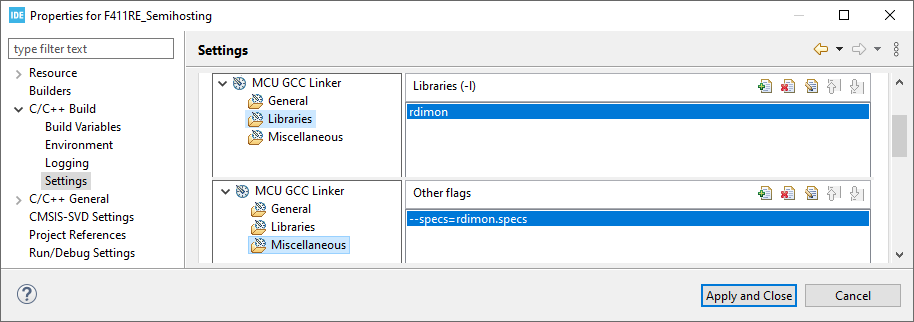 IDE Properties for F411RE_Semihosting
type filter text
Resource
Builders
C/C++ Build
Build Variables
Environment
Logging
Settings
C/C++ General
CMSIS-SVD Settings
Project References
Run/Debug Settings
Settings
MCU GCC Linker
General
Libraries
Miscellaneous
Libraries (-l)
rdimon
MCU GCC Linker
General
Libraries
Miscellaneous
Other flags
--specs=rdimon.specs
?
Apply and Close
Cancel